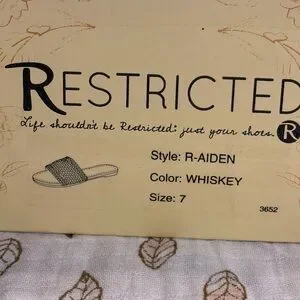 RESTRICTED
Life shouldn't be Restricted; just your shoes. R
Style: R-AIDEN
Color: WHISKEY
Size: 7
3652